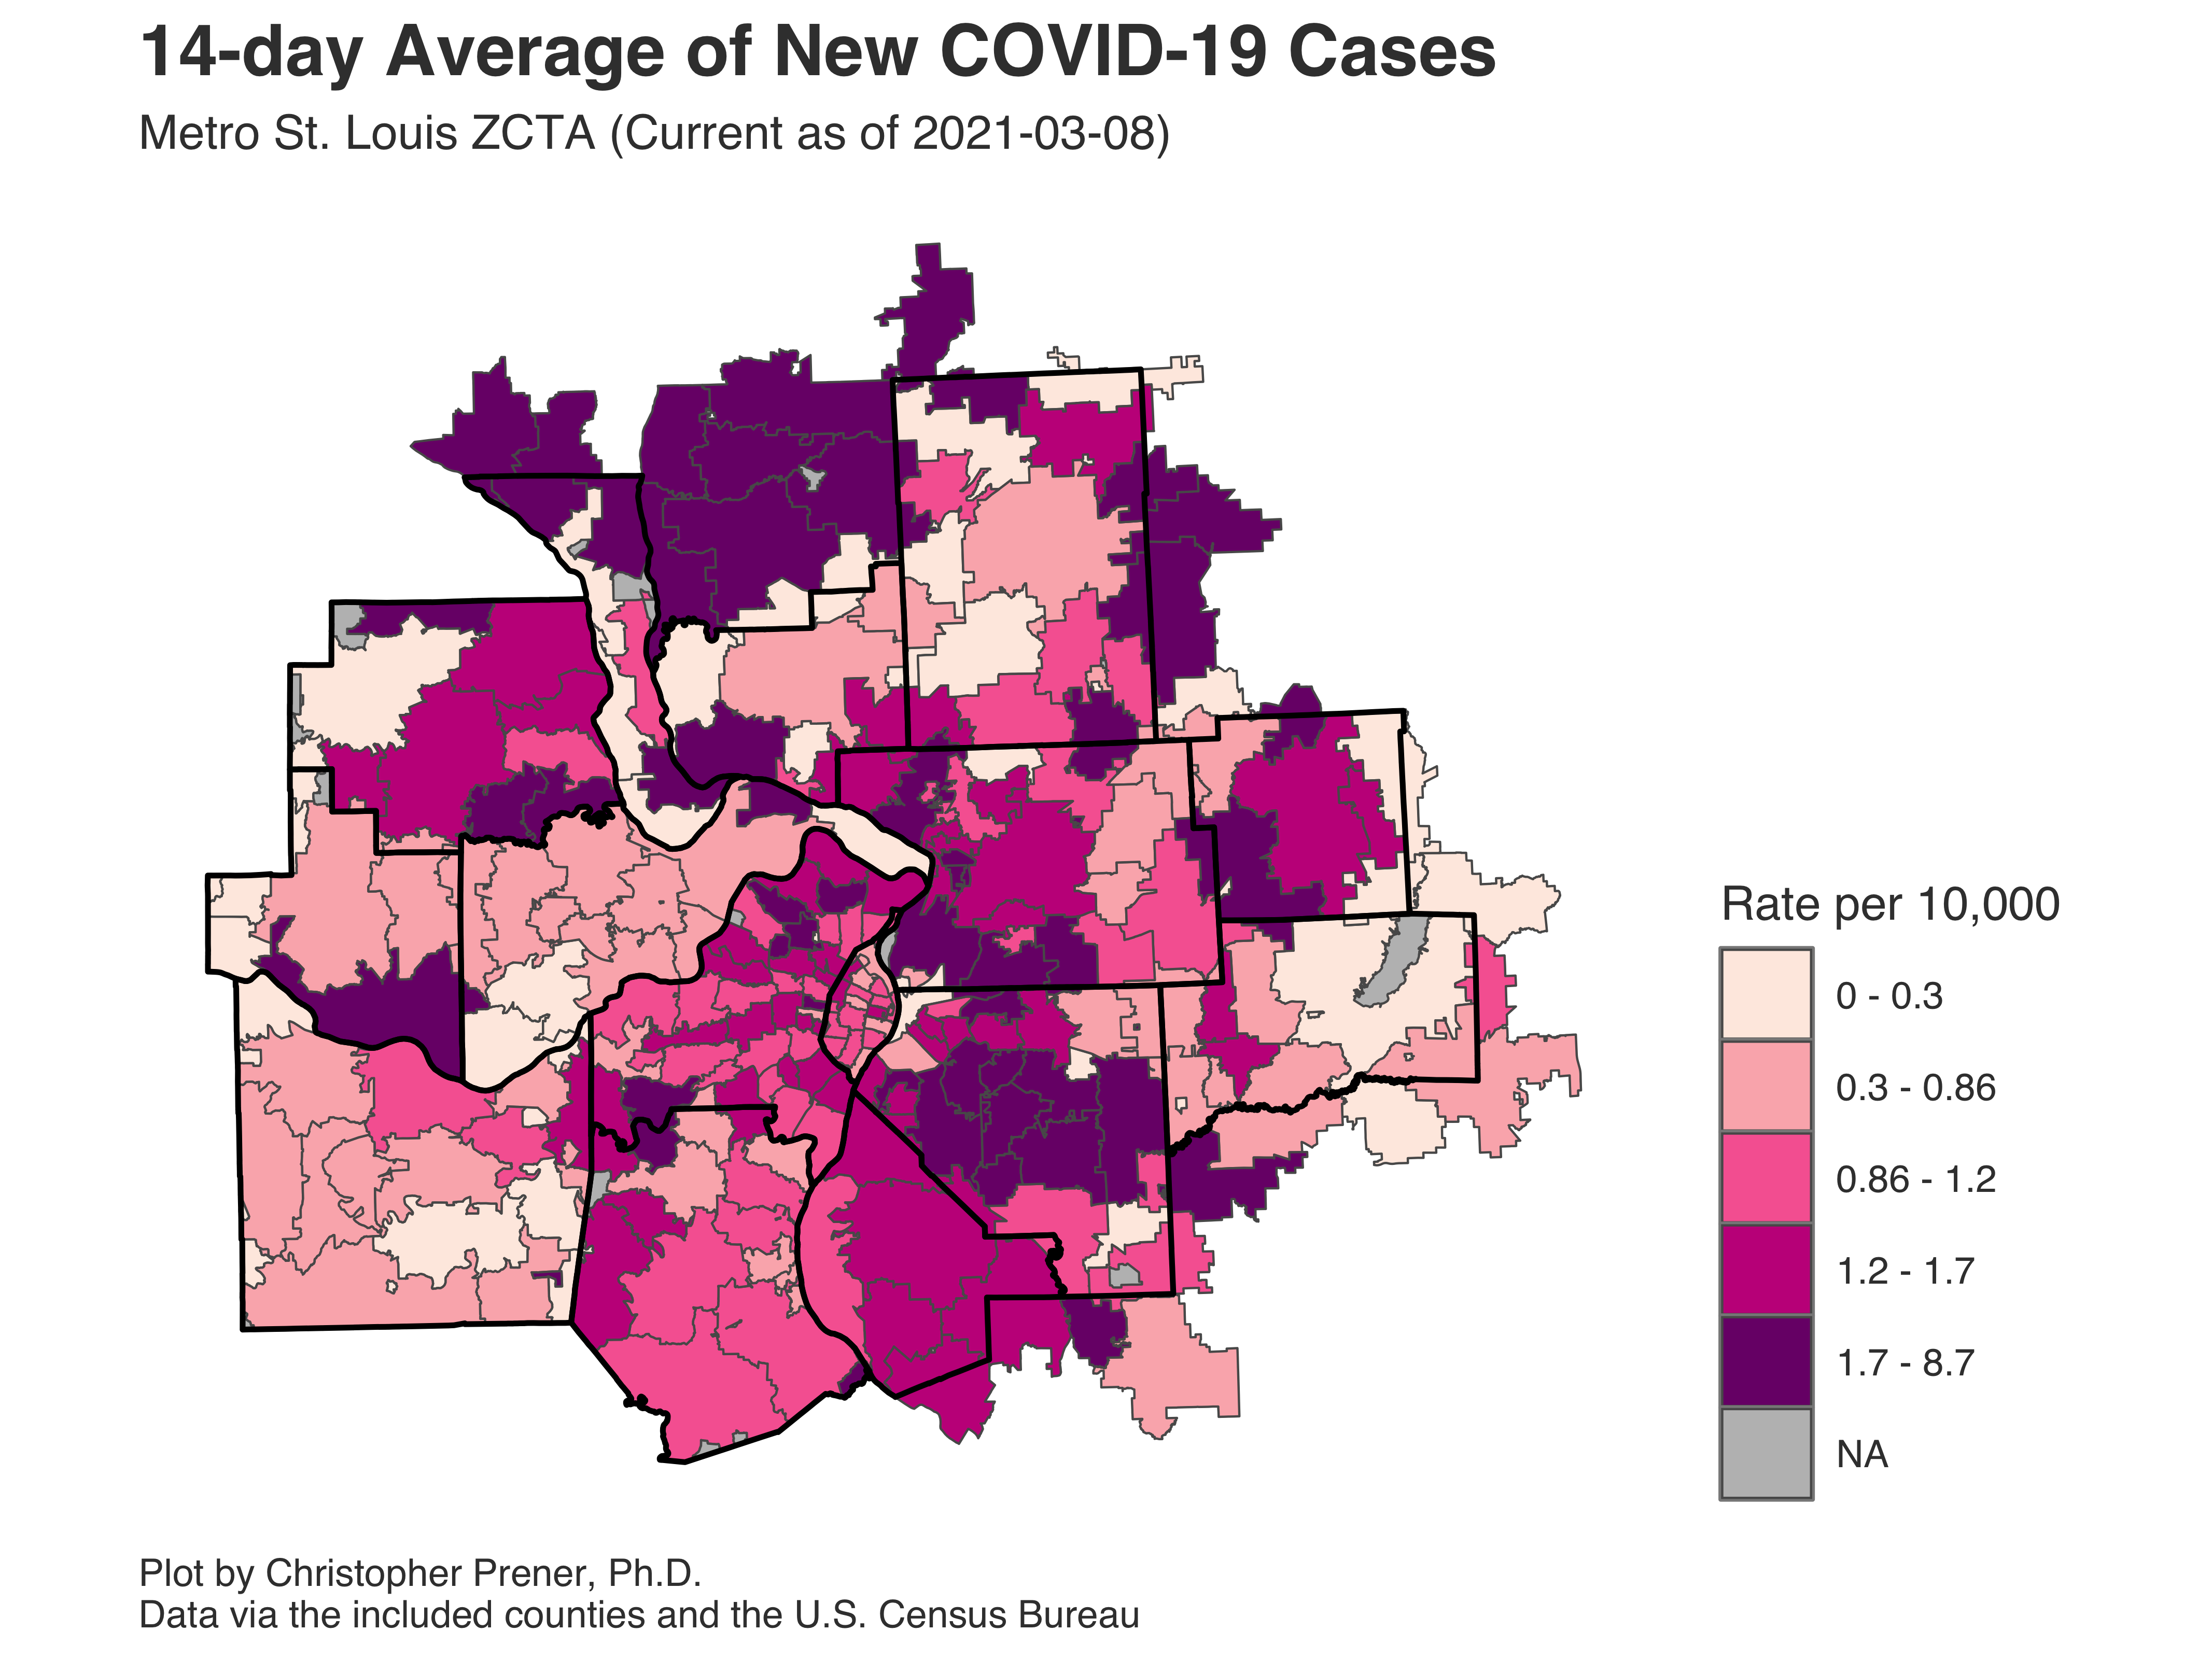 14-day Average of New COVID-19 Cases
Metro St. Louis ZCTA (Current as of 2021-03-08)
Rate per 10,000
0 - 0.3
0.3 - 0.86
0.86 - 1.2
1.2 - 1.7
1.7 - 8.7
NA
Plot by Christopher Prener, Ph.D.
Data via the included counties and the U.S. Census Bureau